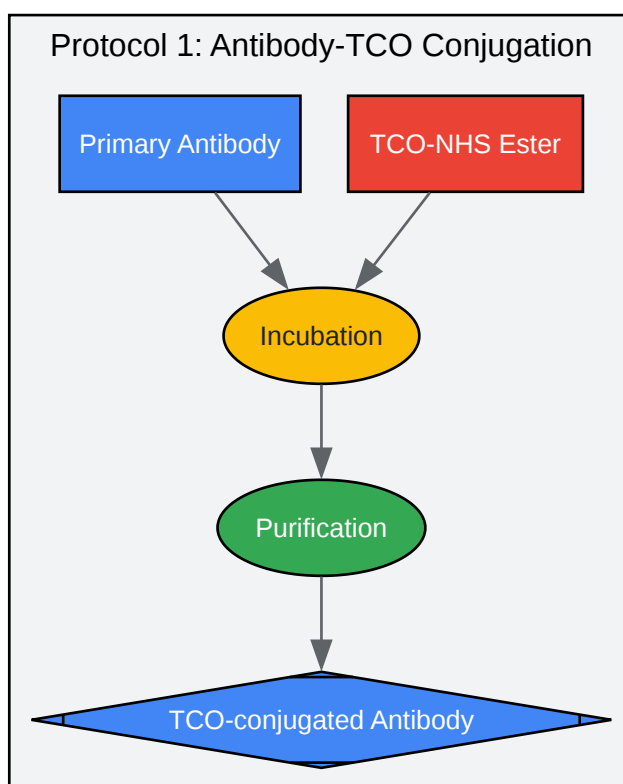 Protocol 1: Antibody-TCO Conjugation
Primary Antibody
TCO-NHS Ester
Incubation
Purification
TCO-conjugated Antibody